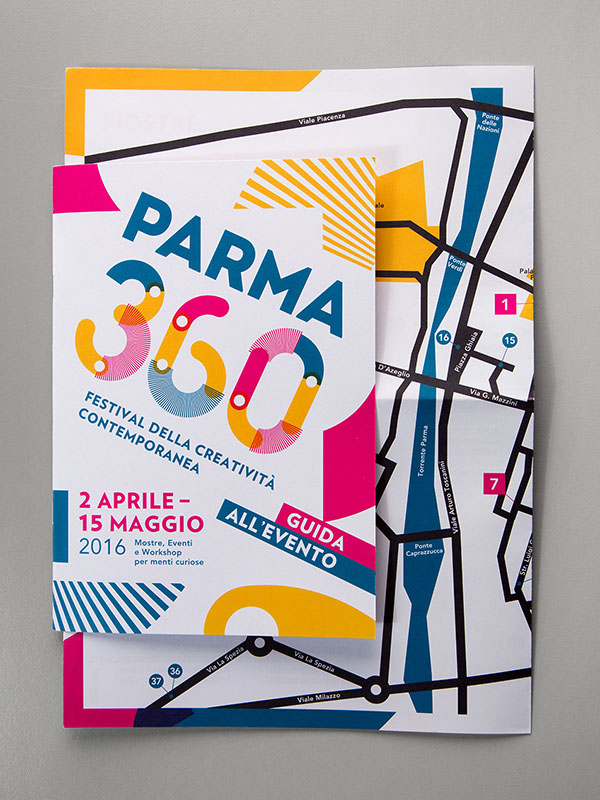 PARMA
360
FESTIVAL DELLA CREATIVITÀ
CONTEMPORANEA
2 APRILE –
15 MAGGIO
2016
Mostre, Eventi
e Workshop
per menti curiose
GUIDA
ALL'EVENTO
Viale Piacenza
Ponte
delle
Nazioni
Ponte
Verdi
1
16
15
Piazza Ghiaia
D'Azeglio
Via G. Mazzini
Torrente Parma
Viale Arturo Toscanini
7
Ponte
Caprazzucca
Str. Luigi
Via La Spezia
Via La Spezia
Viale Milazzo
37
36